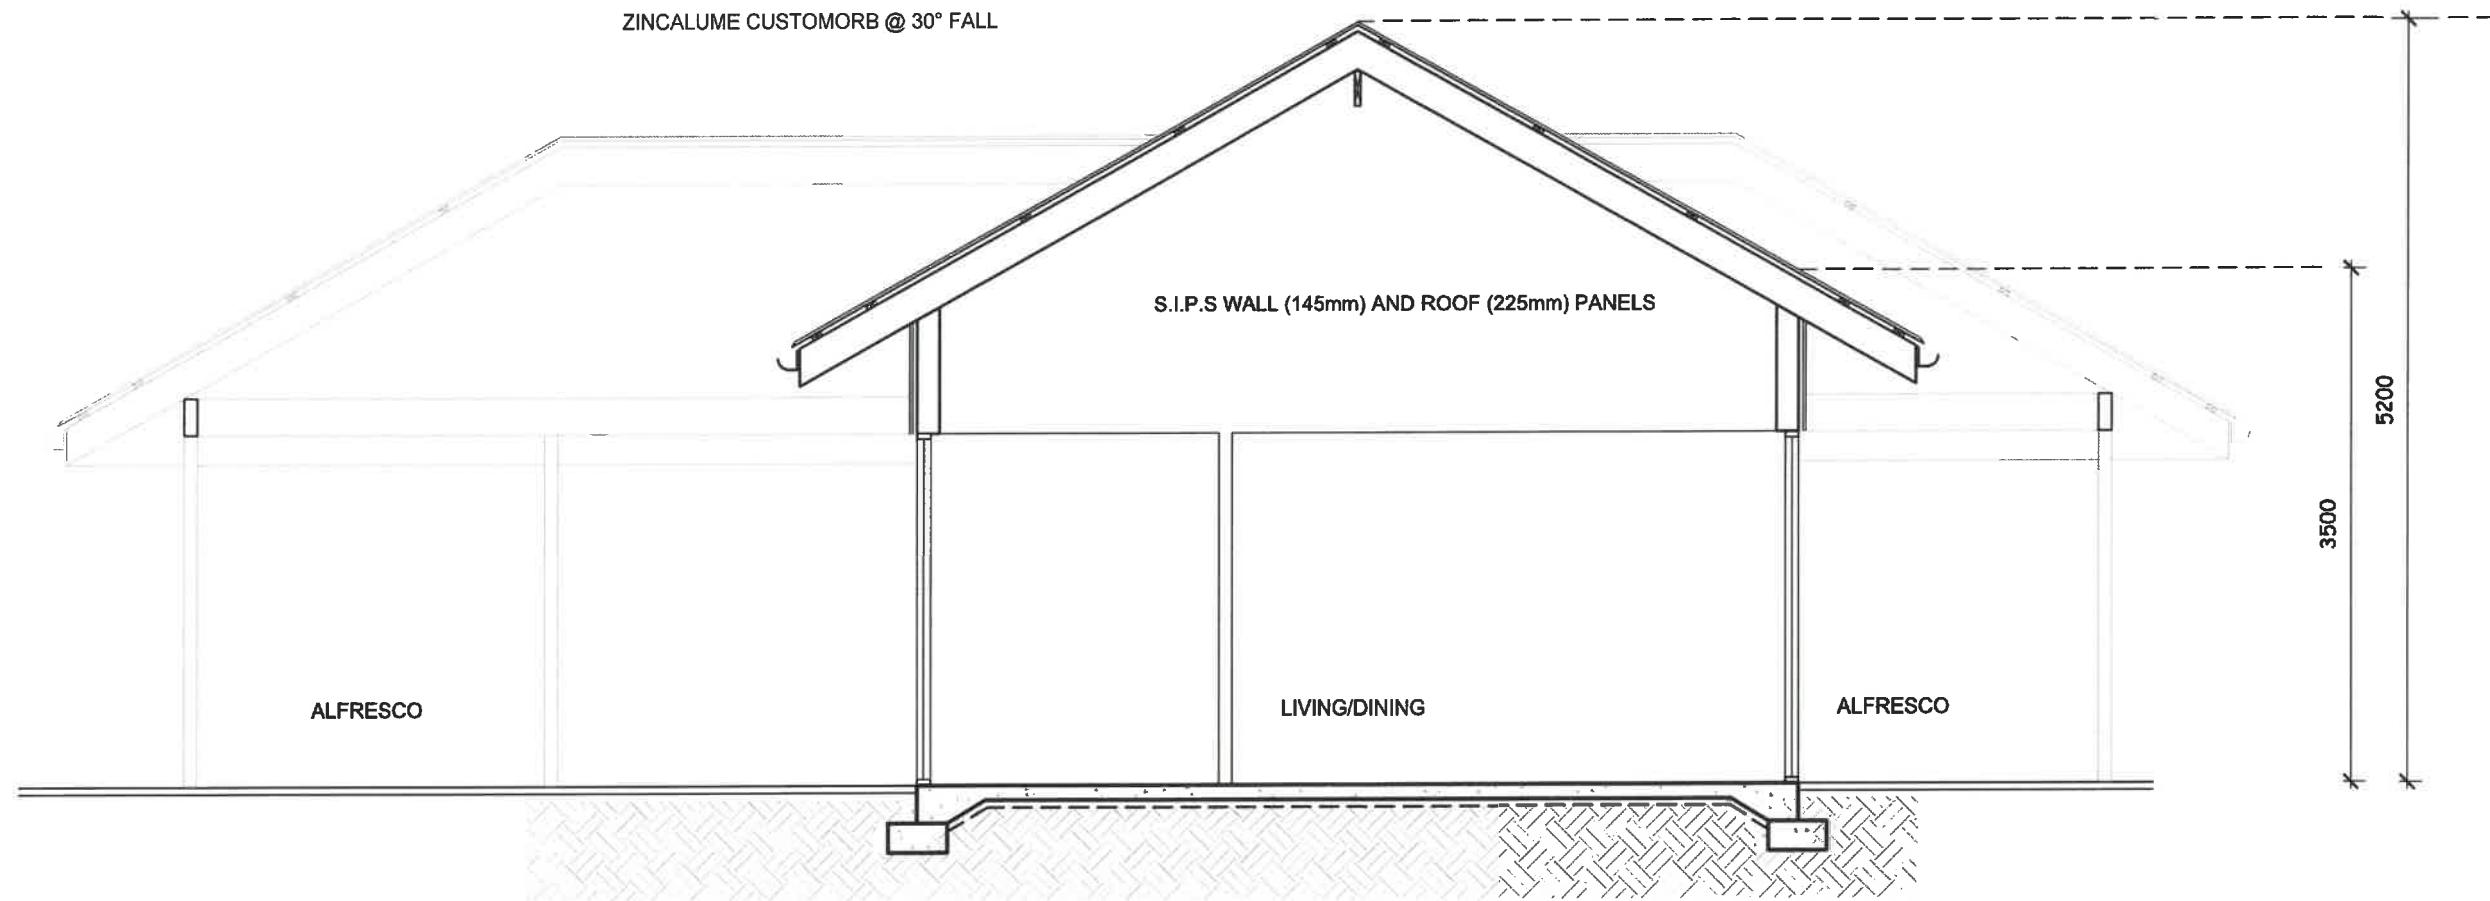 ZINCALUME CUSTOMORB @ 30° FALL
S.I.P.S WALL (145mm) AND ROOF (225mm) PANELS
5200
3500
ALFRESCO
LIVING/DINING
ALFRESCO